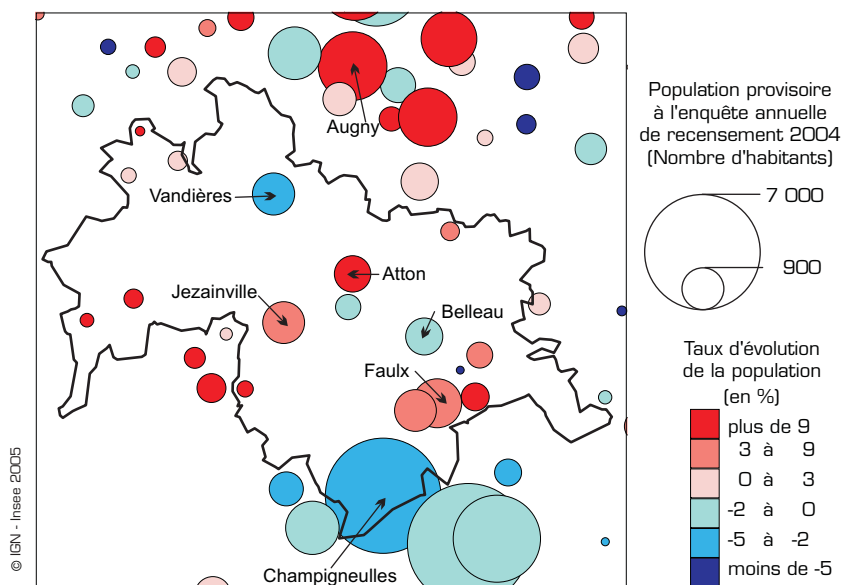 Augny
Vandières
Atton
Jezainville
Belleau
Faulx
Champigneulles
© IGN - Insee 2005
Population provisoire
à l'enquête annuelle
de recensement 2004
(Nombre d'habitants)
7 000
900
Taux d'évolution
de la population
(en %)
plus de 9
3 à 9
0 à 3
-2 à 0
-5 à -2
moins de -5